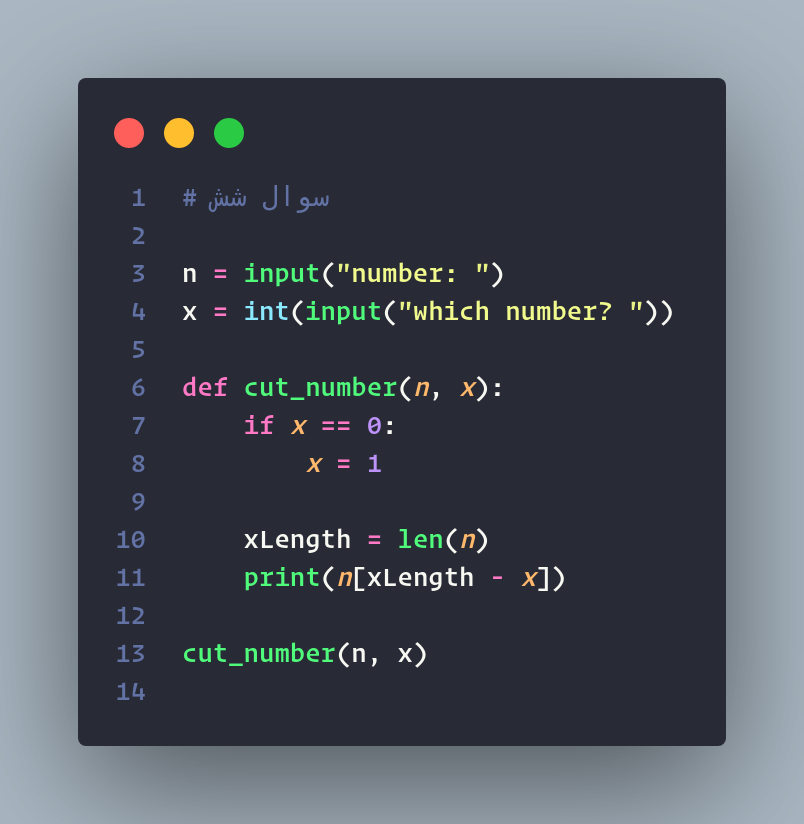 1 # سوال شش
2
3 n = input("number: ")
4 x = int(input("which number? "))
5
6 def cut_number(n, x):
7     if x == 0:
8         x = 1
9
10     xLength = len(n)
11     print(n[xLength - x])
12
13 cut_number(n, x)
14